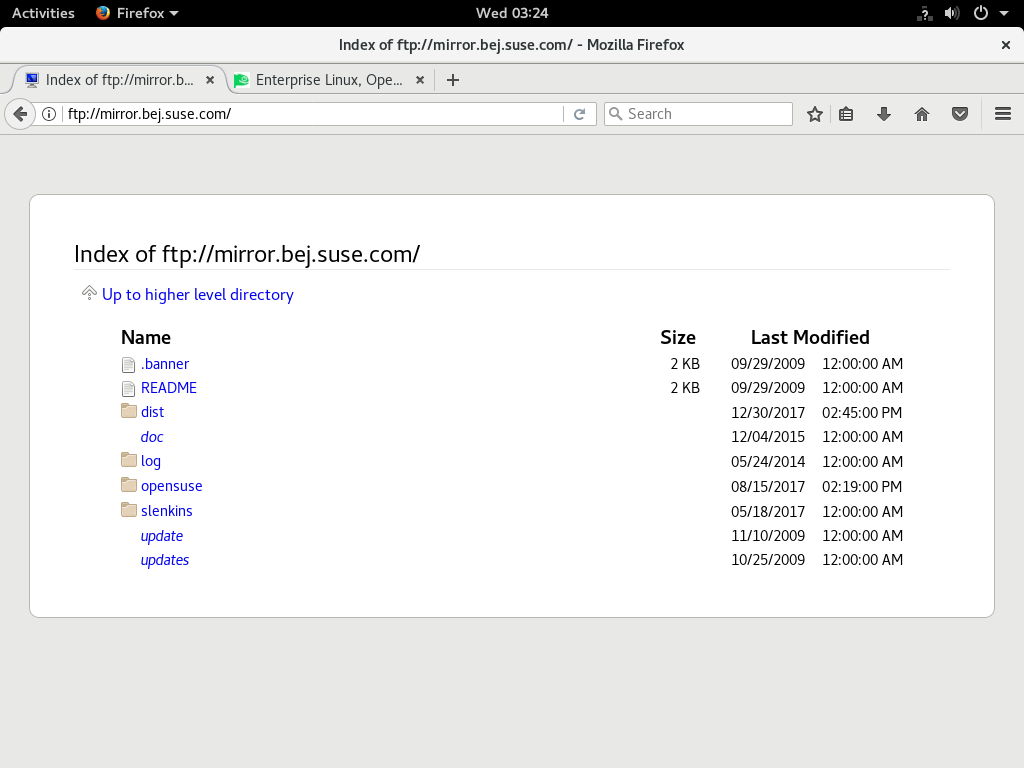 Activities Firefox Wed 03:24
Index of ftp://mirror.bej.suse.com/ - Mozilla Firefox
Index of ftp://mirror.b... Enterprise Linux, Ope...
ftp://mirror.bej.suse.com/ Search
Index of ftp://mirror.bej.suse.com/
Up to higher level directory
Name Size Last Modified
.banner 2 KB 09/29/2009 12:00:00 AM
README 2 KB 09/29/2009 12:00:00 AM
dist 12/30/2017 02:45:00 PM
doc 12/04/2015 12:00:00 AM
log 05/24/2014 12:00:00 AM
opensuse 08/15/2017 02:19:00 PM
slenkins 05/18/2017 12:00:00 AM
update 11/10/2009 12:00:00 AM
updates 10/25/2009 12:00:00 AM